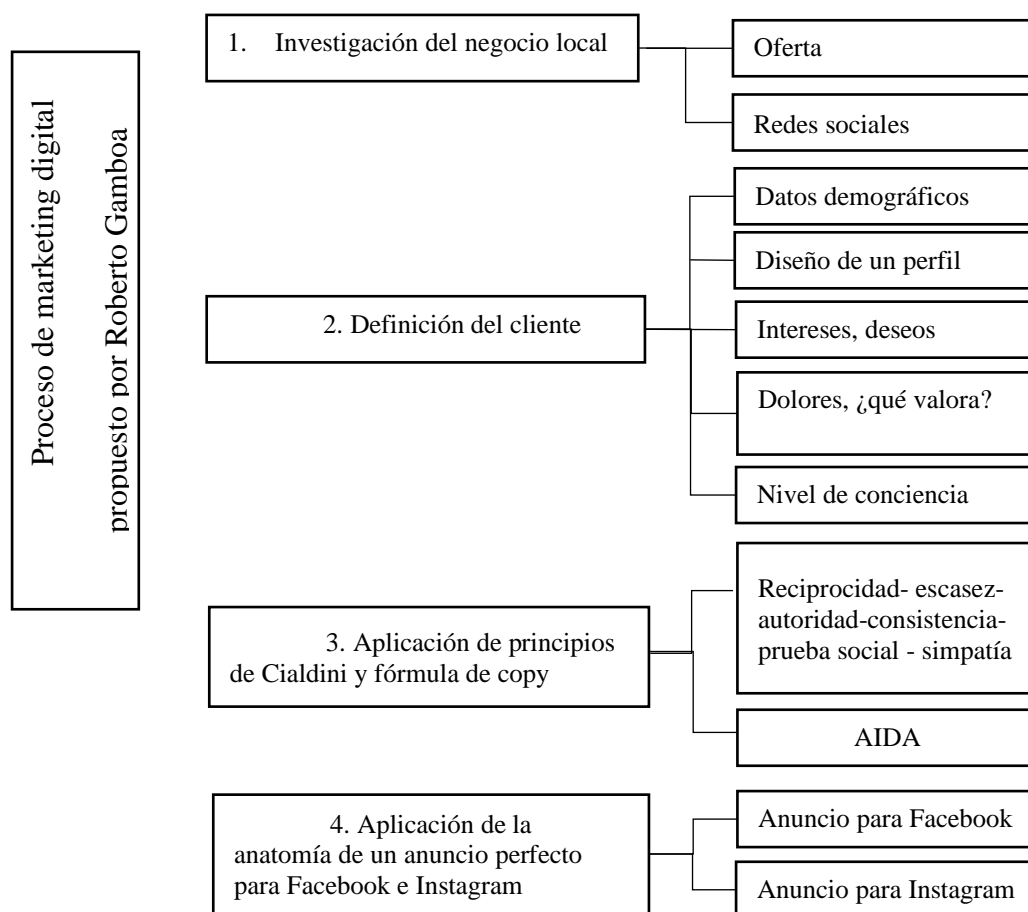 Proceso de marketing digital
propuesto por Roberto Gamboa
1. Investigación del negocio local
Oferta
Redes sociales
2. Definición del cliente
Datos demográficos
Diseño de un perfil
Intereses, deseos
Dolores, ¿qué valora?
Nivel de conciencia
3. Aplicación de principios
de Cialdini y fórmula de copy
Reciprocidad- escasez-
autoridad-consistencia-
prueba social - simpatía
AIDA
4. Aplicación de la
anatomía de un anuncio perfecto
para Facebook e Instagram
Anuncio para Facebook
Anuncio para Instagram